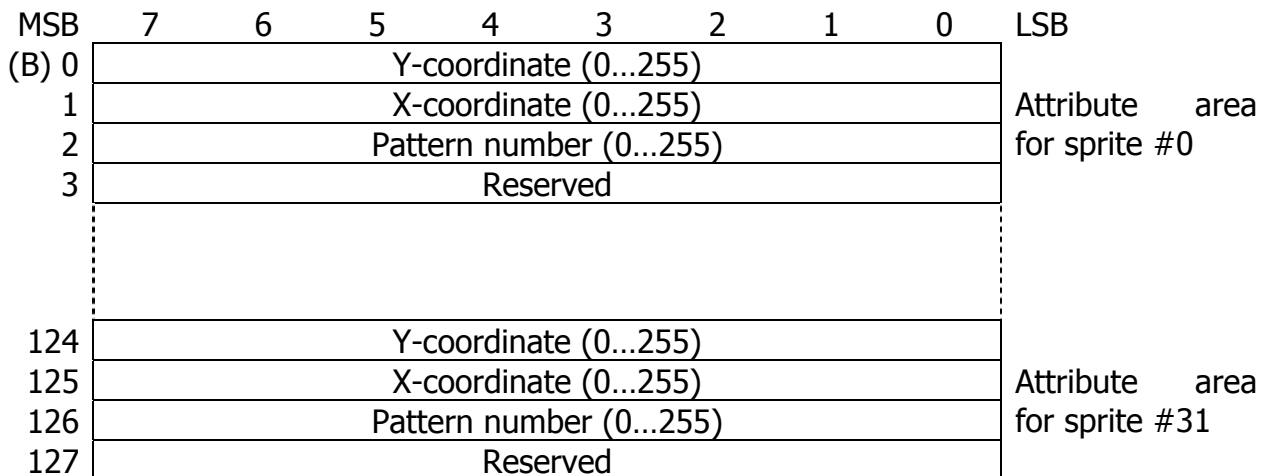 MSB 7 6 5 4 3 2 1 0 LSB
(B) 0 Y-coordinate (0…255)
1 X-coordinate (0…255) Attribute area
2 Pattern number (0…255) for sprite #0
3 Reserved
124 Y-coordinate (0…255)
125 X-coordinate (0…255) Attribute area
126 Pattern number (0…255) for sprite #31
127 Reserved